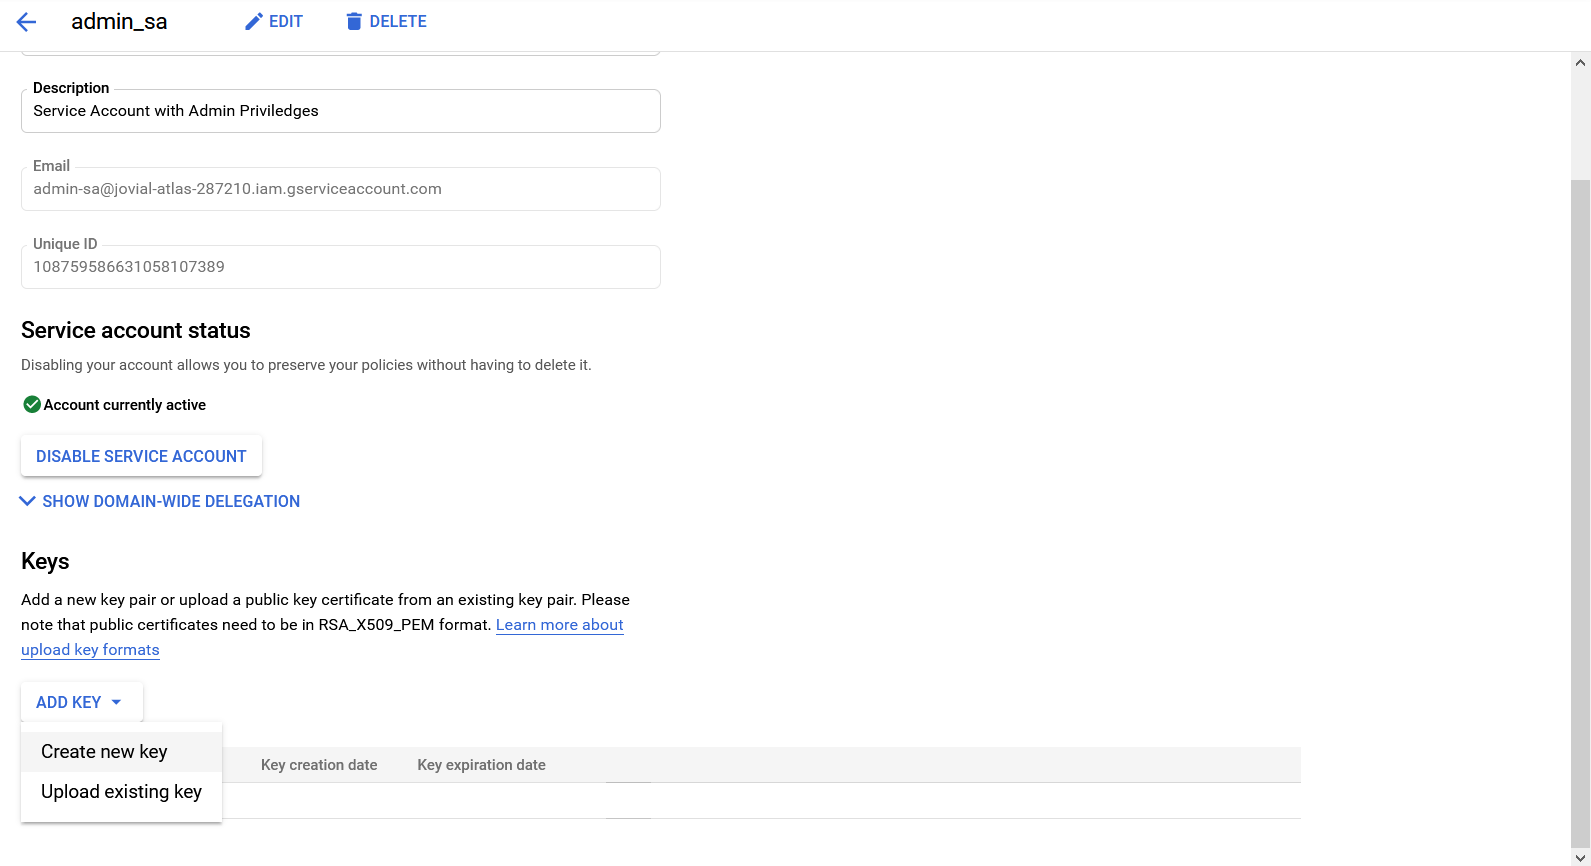 admin_sa
EDIT
DELETE
Description
Service Account with Admin Priviledges
Email
admin-sa@jovial-atlas-287210.iam.gserviceaccount.com
Unique ID
108759586631058107389
Service account status
Disabling your account allows you to preserve your policies without having to delete it.
Account currently active
DISABLE SERVICE ACCOUNT
SHOW DOMAIN-WIDE DELEGATION
Keys
Add a new key pair or upload a public key certificate from an existing key pair. Please
note that public certificates need to be in RSA_X509_PEM format. Learn more about
upload key formats
ADD KEY
Create new key
Upload existing key
Key creation date
Key expiration date